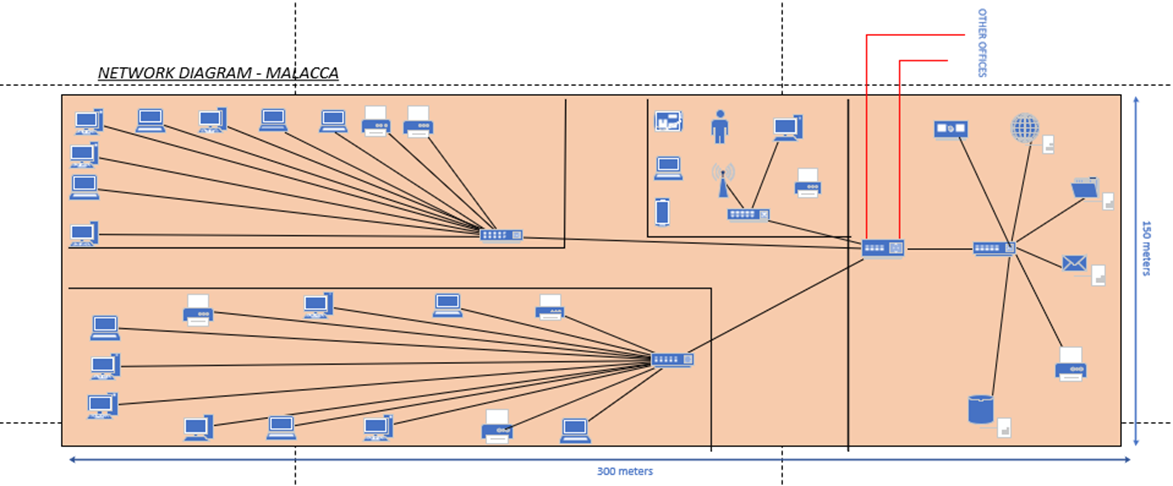 OTHER OFFICES
NETWORK DIAGRAM - MALACCA
150 meters
300 meters